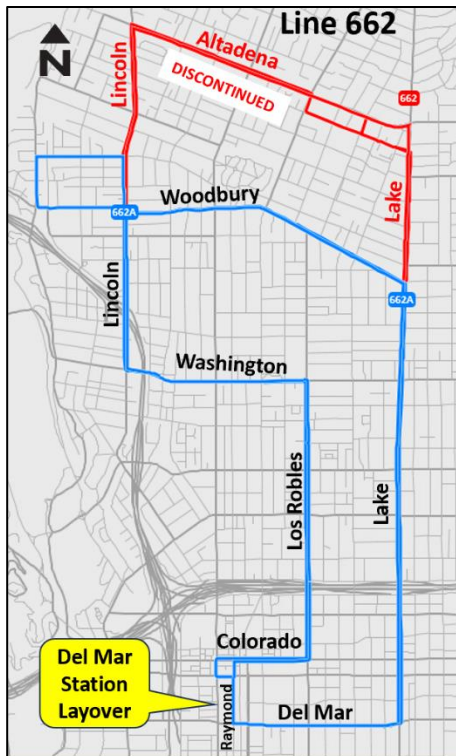 Line 662
Altadena
Lincoln
DISCONTINUED
662
Lake
Woodbury
662A
662A
Lincoln
Washington
Los Robles
Lake
Colorado
Del Mar
Station
Layover
Raymond
Del Mar
N